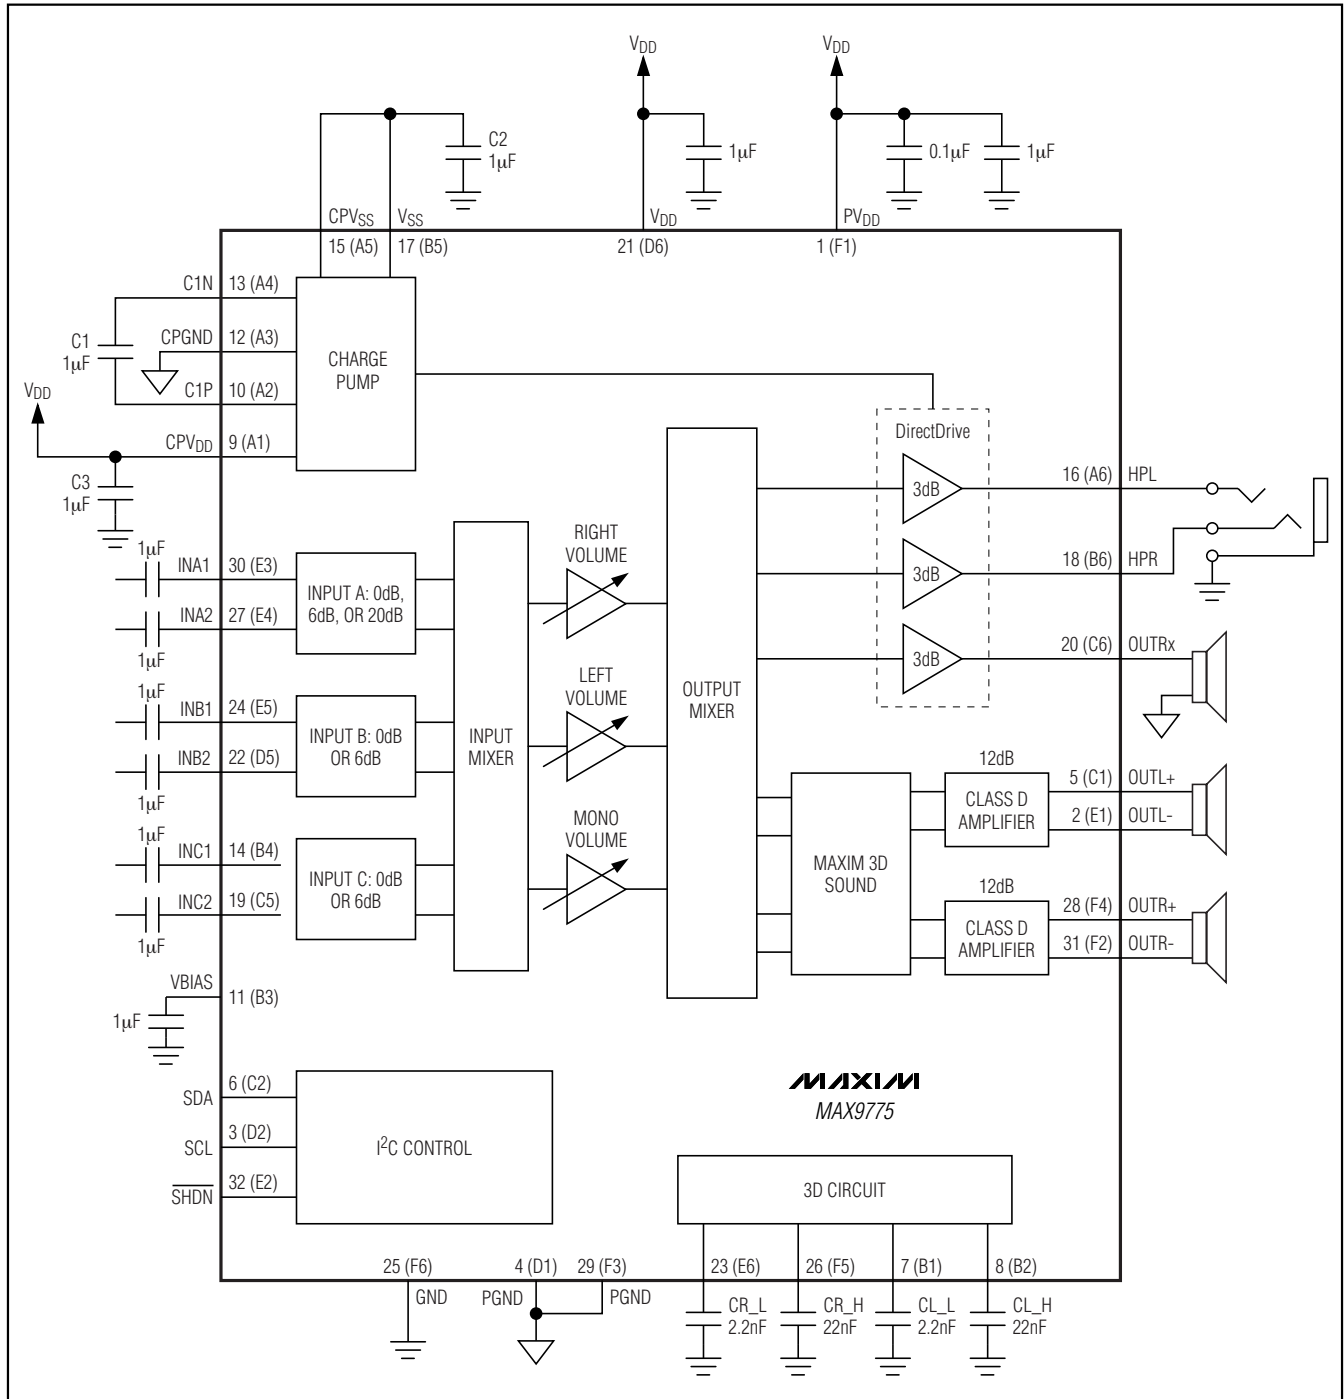 VDD
VDD
C2
1μF
1μF
0.1μF
1μF
CPVSS
VSS
VDD
PVDD
15 (A5)
17 (B5)
21 (D6)
1 (F1)
C1N
13 (A4)
CPGND
12 (A3)
C1
1μF
CHARGE
PUMP
C1P
10 (A2)
VDD
CPVDD
9 (A1)
C3
1μF
DirectDrive
3dB
16 (A6)
HPL
3dB
18 (B6)
HPR
3dB
20 (C6)
OUTRx
1μF
INA1
30 (E3)
INA2
27 (E4)
1μF
INPUT A: 0dB,
6dB, OR 20dB
RIGHT
VOLUME
1μF
INB1
24 (E5)
INB2
22 (D5)
1μF
INPUT B: 0dB
OR 6dB
INPUT
MIXER
LEFT
VOLUME
OUTPUT
MIXER
1μF
INC1
14 (B4)
INC2
19 (C5)
1μF
INPUT C: 0dB
OR 6dB
MONO
VOLUME
MAXIM 3D
SOUND
12dB
CLASS D
AMPLIFIER
5 (C1)
OUTL+
2 (E1)
OUTL-
12dB
CLASS D
AMPLIFIER
28 (F4)
OUTR+
31 (F2)
OUTR-
VBIAS
11 (B3)
1μF
SDA
6 (C2)
SCL
3 (D2)
SHDN
32 (E2)
I2C CONTROL
MAXIM
MAX9775
3D CIRCUIT
25 (F6)
GND
4 (D1)
PGND
29 (F3)
PGND
23 (E6)
26 (F5)
7 (B1)
8 (B2)
CR_L
2.2nF
CR_H
22nF
CL_L
2.2nF
CL_H
22nF